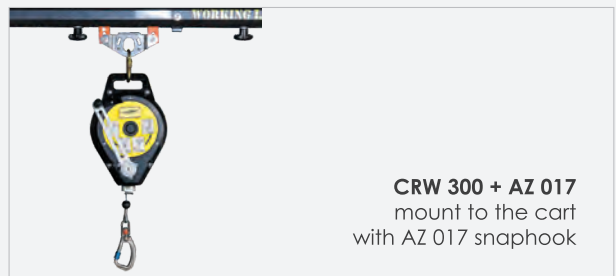 WORKING L
CRW 300 + AZ 017
mount to the cart
with AZ 017 snaphook